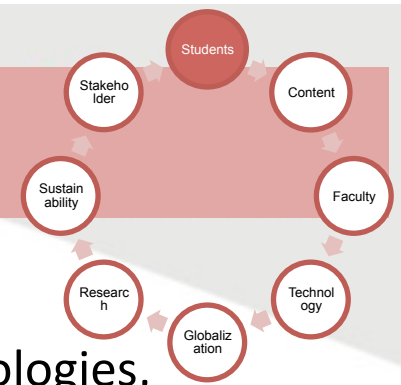 Students
Content
Faculty
Technol
ogy
Globaliz
ation
Researc
h
Sustain
ability
Stakeho
lder
ologies.